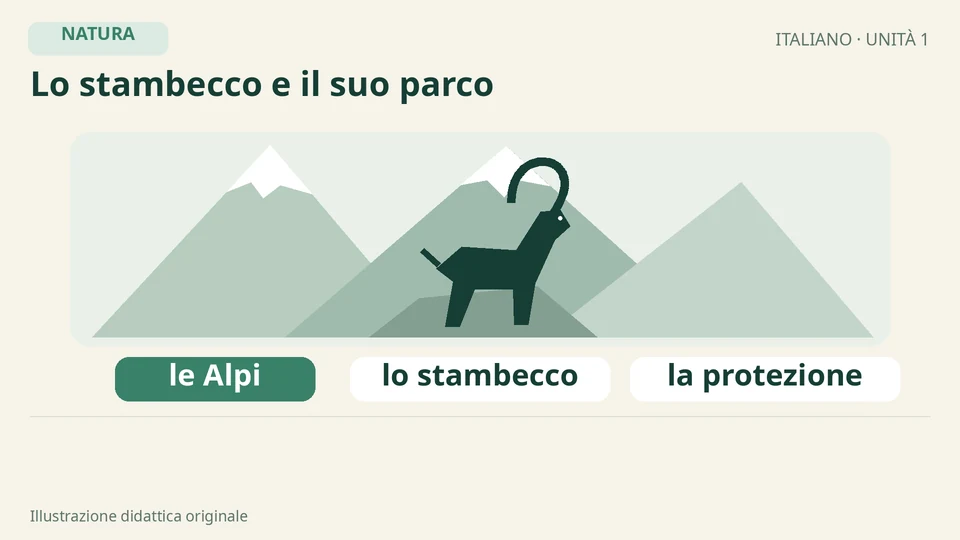 NATURA
ITALIANO · UNITÀ 1
Lo stambecco e il suo parco
le Alpi
lo stambecco
la protezione
Illustrazione didattica originale